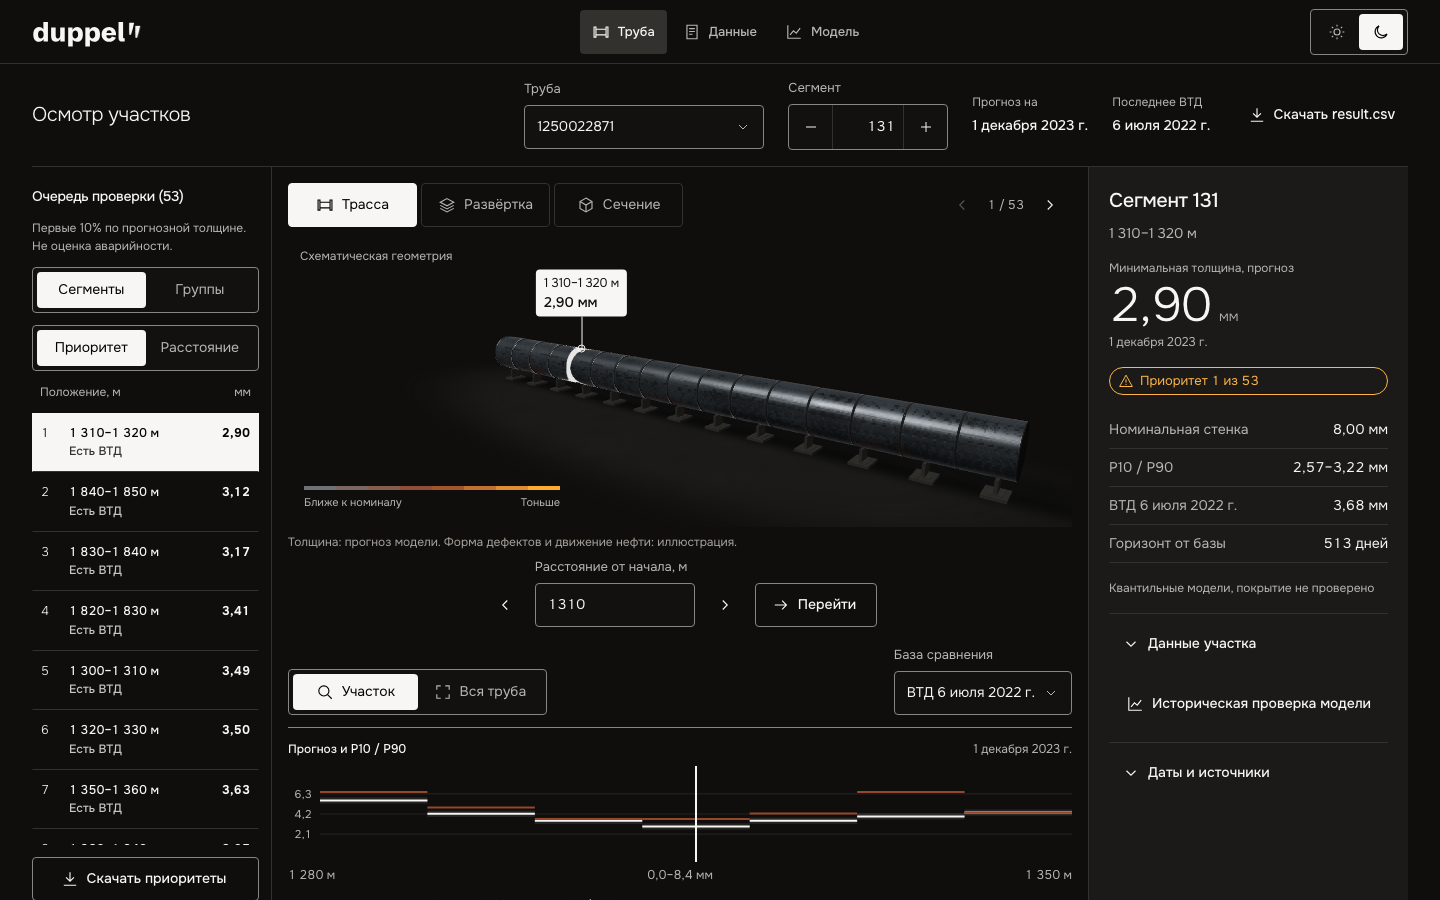 duppel
Труба
Данные
Модель
Осмотр участков
Труба
1250022871
Сегмент
131
Прогноз на
1 декабря 2023 г.
Последнее ВТД
6 июля 2022 г.
Скачать result.csv
Очередь проверки (53)
Первые 10% по прогнозной толщине.
Не оценка аварийности.
Сегменты
Группы
Приоритет
Расстояние
Положение, м
мм
1 1 310–1 320 м 2,90
Есть ВТД
2 1 840–1 850 м 3,12
Есть ВТД
3 1 830–1 840 м 3,17
Есть ВТД
4 1 820–1 830 м 3,41
Есть ВТД
5 1 300–1 310 м 3,49
Есть ВТД
6 1 320–1 330 м 3,50
Есть ВТД
7 1 350–1 360 м 3,63
Есть ВТД
Скачать приоритеты
Трасса
Развёртка
Сечение
1 / 53
Схематическая геометрия
1 310–1 320 м
2,90 мм
Ближе к номиналу
Тоньше
Толщина: прогноз модели. Форма дефектов и движение нефти: иллюстрация.
Расстояние от начала, м
1310
Перейти
Участок
Вся труба
База сравнения
ВТД 6 июля 2022 г.
Прогноз и P10 / P90
1 декабря 2023 г.
6,3
4,2
2,1
1 280 м
0,0–8,4 мм
1 350 м
Сегмент 131
1 310–1 320 м
Минимальная толщина, прогноз
2,90 мм
1 декабря 2023 г.
Приоритет 1 из 53
Номинальная стенка 8,00 мм
P10 / P90 2,57–3,22 мм
ВТД 6 июля 2022 г. 3,68 мм
Горизонт от базы 513 дней
Квантильные модели, покрытие не проверено
Данные участка
Историческая проверка модели
Даты и источники